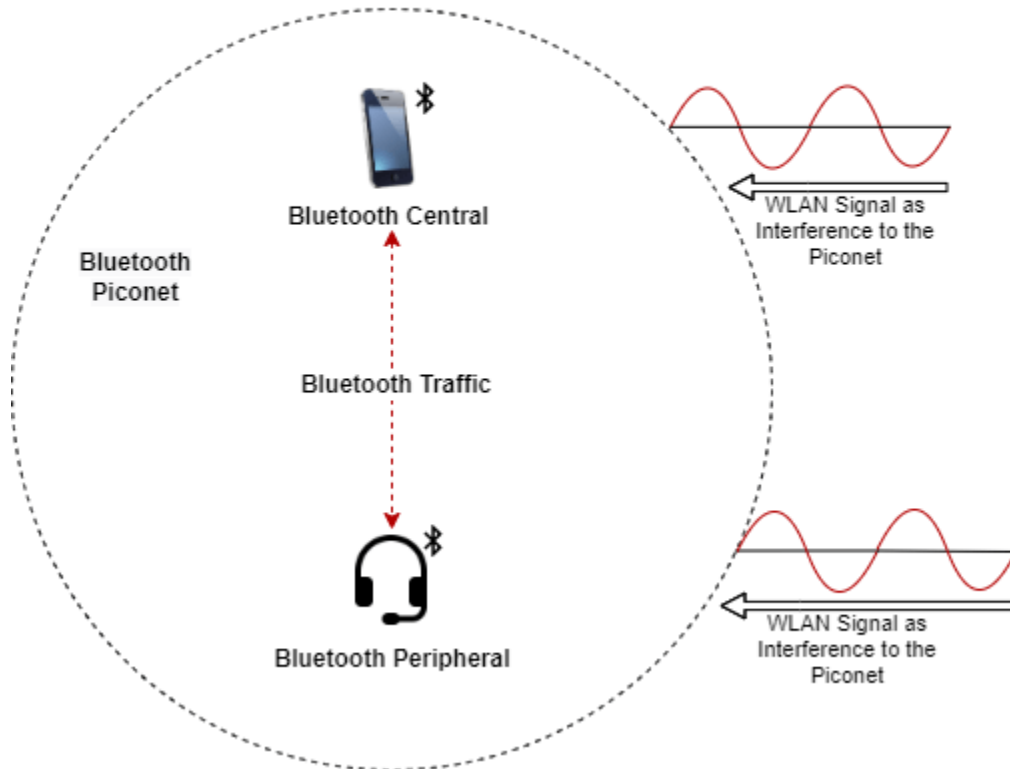 Bluetooth Central
WLAN Signal as
Interference to the
Piconet
Bluetooth
Piconet
Bluetooth Traffic
Bluetooth Peripheral
WLAN Signal as
Interference to the
Piconet